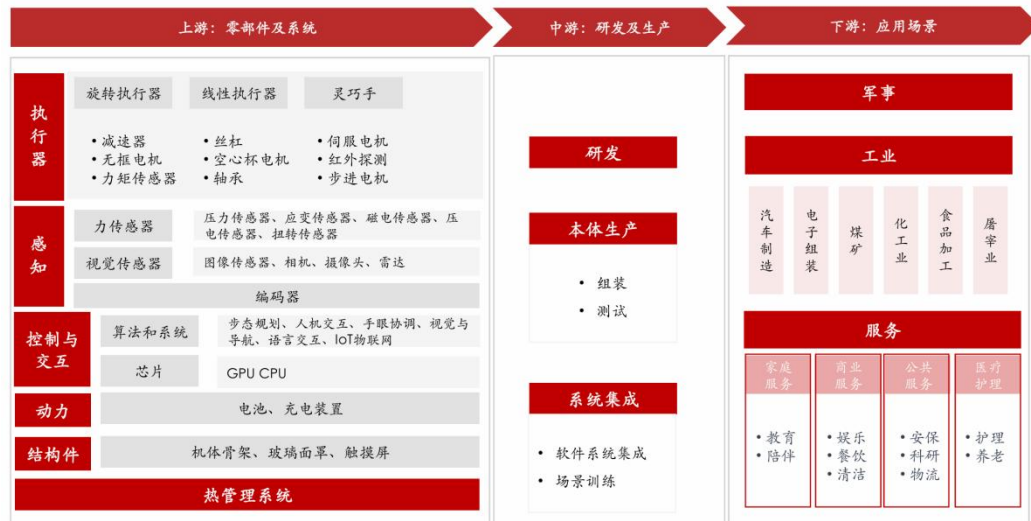 上游：零部件及系统
中游：研发及生产
下游：应用场景
执行器
旋转执行器
线性执行器
灵巧手
• 减速器
• 无框电机
• 力矩传感器
• 丝杠
• 空心杯电机
• 轴承
• 伺服电机
• 红外探测
• 步进电机
感知
力传感器
压力传感器、应变传感器、磁电传感器、压
电传感器、扭转传感器
视觉传感器
图像传感器、相机、摄像头、雷达
编码器
控制与
交互
算法和系统
步态规划、人机交互、手眼协调、视觉与
导航、语言交互、IoT物联网
芯片
GPU CPU
动力
电池、充电装置
结构件
机体骨架、玻璃面罩、触摸屏
热管理系统
研发
本体生产
• 组装
• 测试
系统集成
• 软件系统集成
• 场景训练
军事
工业
汽车制造
电子组装
煤矿
化工业
食品加工
屠宰业
服务
家庭
服务
• 教育
• 陪伴
商业
服务
• 娱乐
• 餐饮
• 清洁
公共
服务
• 安保
• 科研
• 物流
医疗
护理
• 护理
• 养老